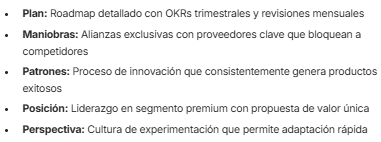 • Plan: Roadmap detallado con OKRs trimestrales y revisiones mensuales
• Maniobras: Alianzas exclusivas con proveedores clave que bloquean a
competidores
• Patrones: Proceso de innovación que consistentemente genera productos
exitosos
• Posición: Liderazgo en segmento premium con propuesta de valor única
• Perspectiva: Cultura de experimentación que permite adaptación rápida